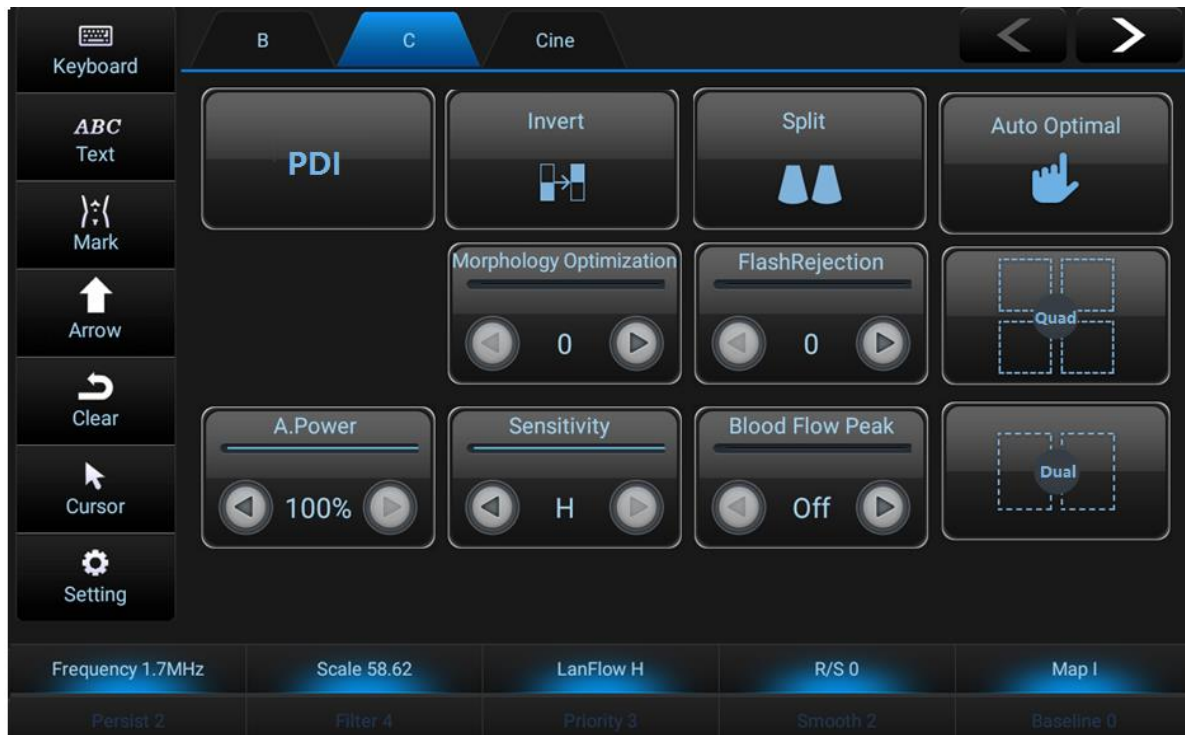 Keyboard
ABC
Text
Mark
Arrow
Clear
Cursor
Setting
B
C
Cine
PDI
Invert
Split
Auto Optimal
Morphology Optimization
0
FlashRejection
0
Quad
A.Power
100%
Sensitivity
H
Blood Flow Peak
Off
Dual
Frequency 1.7MHz
Scale 58.62
LanFlow H
R/S 0
Map I
Persist 2
Filter 4
Priority 3
Smooth 2
Baseline 0